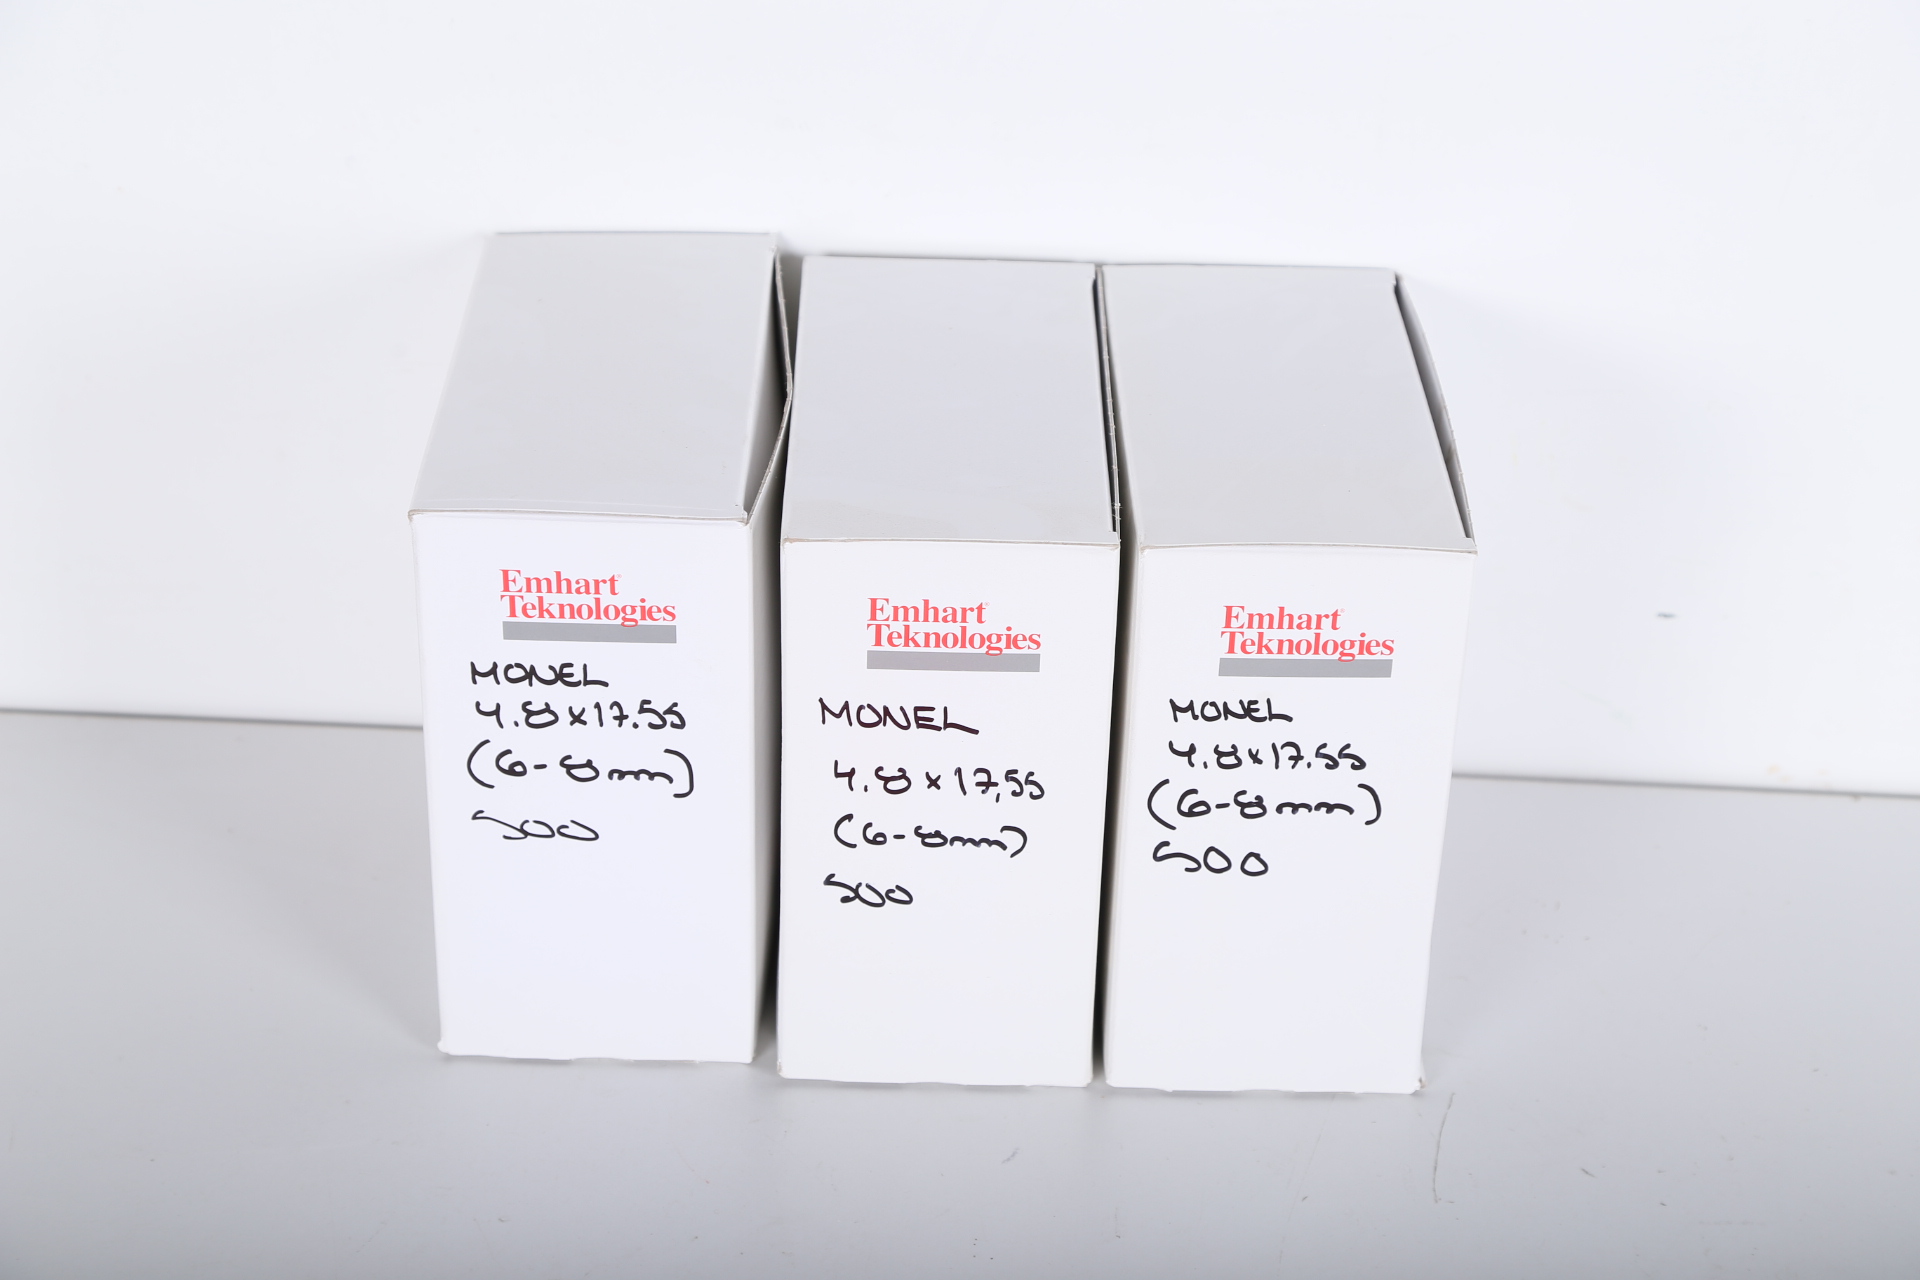 Emhart
Teknologies
MONEL
4.8x17.55
(6-8mm)
500
Emhart
Teknologies
MONEL
4.8x17,55
(6-8mm)
500
Emhart
Teknologies
MONEL
4.8x17.55
(6-8mm)
500